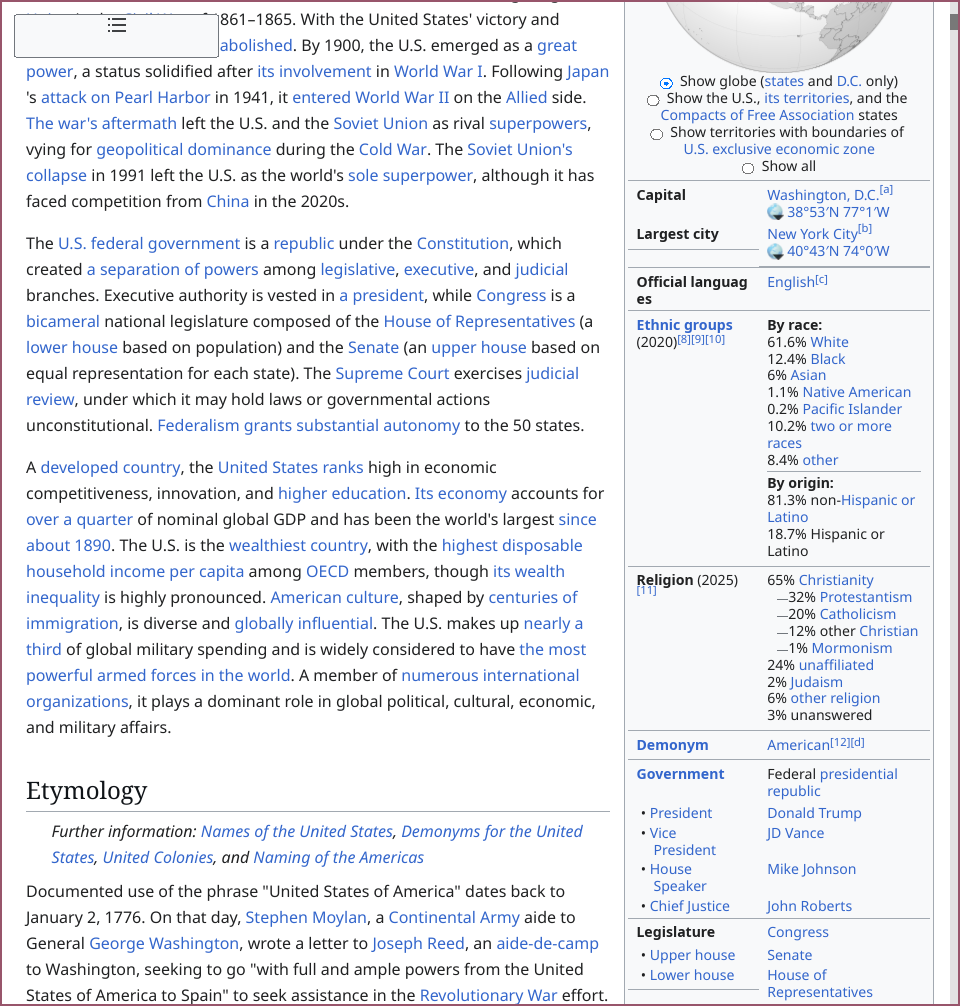 1861–1865. With the United States' victory and
abolished. By 1900, the U.S. emerged as a great
power, a status solidified after its involvement in World War I. Following Japan
's attack on Pearl Harbor in 1941, it entered World War II on the Allied side.
The war's aftermath left the U.S. and the Soviet Union as rival superpowers,
vying for geopolitical dominance during the Cold War. The Soviet Union's
collapse in 1991 left the U.S. as the world's sole superpower, although it has
faced competition from China in the 2020s.
The U.S. federal government is a republic under the Constitution, which
created a separation of powers among legislative, executive, and judicial
branches. Executive authority is vested in a president, while Congress is a
bicameral national legislature composed of the House of Representatives (a
lower house based on population) and the Senate (an upper house based on
equal representation for each state). The Supreme Court exercises judicial
review, under which it may hold laws or governmental actions
unconstitutional. Federalism grants substantial autonomy to the 50 states.
A developed country, the United States ranks high in economic
competitiveness, innovation, and higher education. Its economy accounts for
over a quarter of nominal global GDP and has been the world's largest since
about 1890. The U.S. is the wealthiest country, with the highest disposable
household income per capita among OECD members, though its wealth
inequality is highly pronounced. American culture, shaped by centuries of
immigration, is diverse and globally influential. The U.S. makes up nearly a
third of global military spending and is widely considered to have the most
powerful armed forces in the world. A member of numerous international
organizations, it plays a dominant role in global political, cultural, economic,
and military affairs.
Etymology
Further information: Names of the United States, Demonyms for the United
States, United Colonies, and Naming of the Americas
Documented use of the phrase "United States of America" dates back to
January 2, 1776. On that day, Stephen Moylan, a Continental Army aide to
General George Washington, wrote a letter to Joseph Reed, an aide-de-camp
to Washington, seeking to go "with full and ample powers from the United
States of America to Spain" to seek assistance in the Revolutionary War effort.
Show globe (states and D.C. only)
Show the U.S., its territories, and the
Compacts of Free Association states
Show territories with boundaries of
U.S. exclusive economic zone
Show all
Capital Washington, D.C.[a]
38°53′N 77°1′W
Largest city New York City[b]
40°43′N 74°0′W
Official languag English[c]
es
Ethnic groups By race:
(2020)[8][9][10] 61.6% White
12.4% Black
6% Asian
1.1% Native American
0.2% Pacific Islander
10.2% two or more
races
8.4% other
By origin:
81.3% non-Hispanic or
Latino
18.7% Hispanic or
Latino
Religion (2025) 65% Christianity
[11] —32% Protestantism
—20% Catholicism
—12% other Christian
—1% Mormonism
24% unaffiliated
2% Judaism
6% other religion
3% unanswered
Demonym American[12][d]
Government Federal presidential
republic
• President Donald Trump
• Vice JD Vance
President
• House Mike Johnson
Speaker
• Chief Justice John Roberts
Legislature Congress
• Upper house Senate
• Lower house House of
Representatives